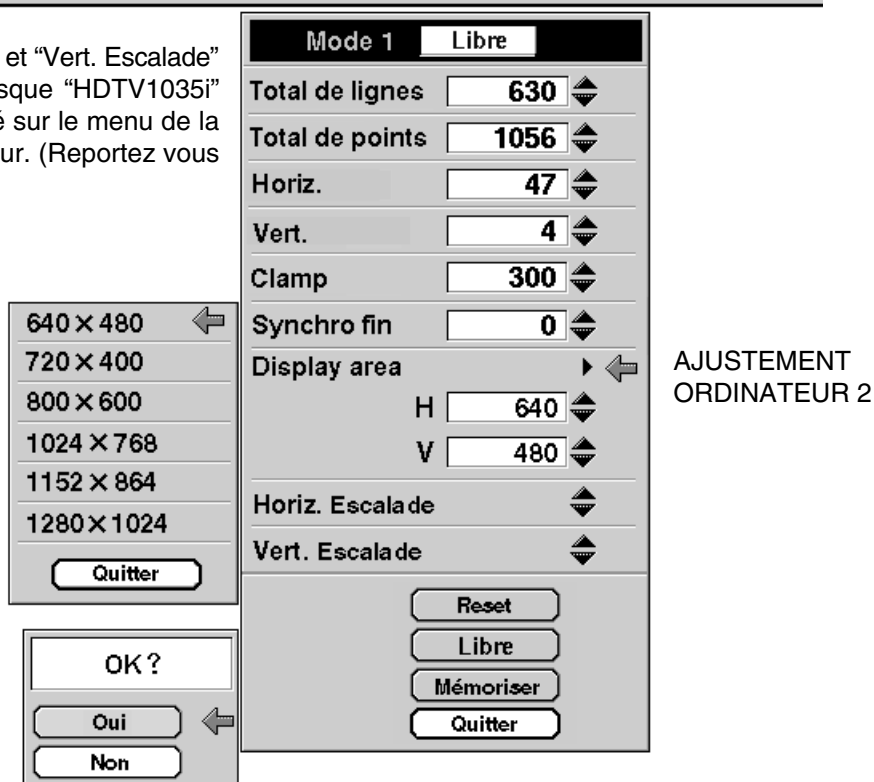 et “Vert. Escalade”
“HDTV1035i”
sur le menu de la
(Reportez vous
Mode 1 Libre
Total de lignes 630
Total de points 1056
Horiz. 47
Vert. 4
Clamp 300
Synchro fin 0
Display area
H 640
V 480
Horiz. Escalade
Vert. Escalade
Reset
Libre
Mémoriser
Quitter
640×480
720×400
800×600
1024×768
1152×864
1280×1024
Quitter
OK?
Oui
Non
AJUSTEMENT
ORDINATEUR 2